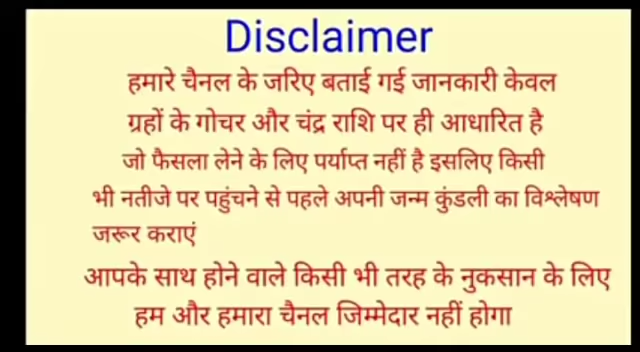 Disclaimer
हमारे चैनल के जरिए बताई गई जानकारी केवल
ग्रहों के गोचर और चंद्र राशि पर ही आधारित है
जो फैसला लेने के लिए पर्याप्त नहीं है इसलिए किसी
भी नतीजे पर पहुंचने से पहले अपनी जन्म कुंडली का विश्लेषण
जरूर कराएं
आपके साथ होने वाले किसी भी तरह के नुकसान के लिए
हम और हमारा चैनल जिम्मेदार नहीं होगा